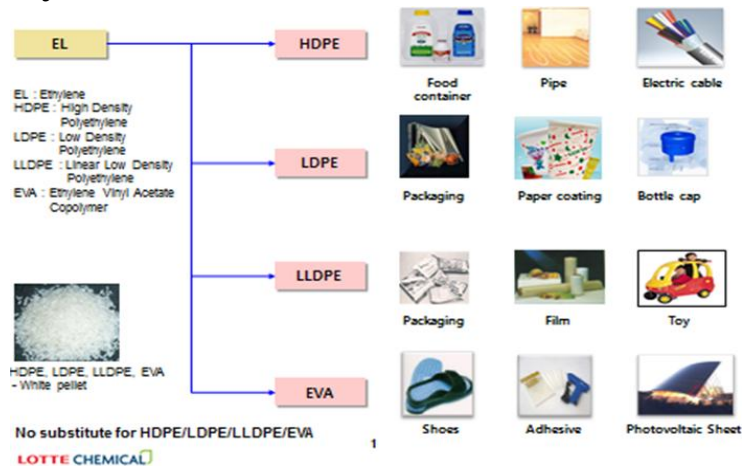 EL
HDPE
Food
container
Pipe
Electric cable
EL : Ethylene
HDPE : High Density
Polyethylene
LDPE : Low Density
Polyethylene
LLDPE : Linear Low Density
Polyethylene
EVA : Ethylene Vinyl Acetate
Copolymer
LDPE
Packaging
Paper coating
Bottle cap
LLDPE
Packaging
Film
Toy
HDPE, LDPE, LLDPE, EVA
- White pellet
EVA
Shoes
Adhesive
Photovoltaic Sheet
No substitute for HDPE/LDPE/LLDPE/EVA
1
LOTTE CHEMICAL